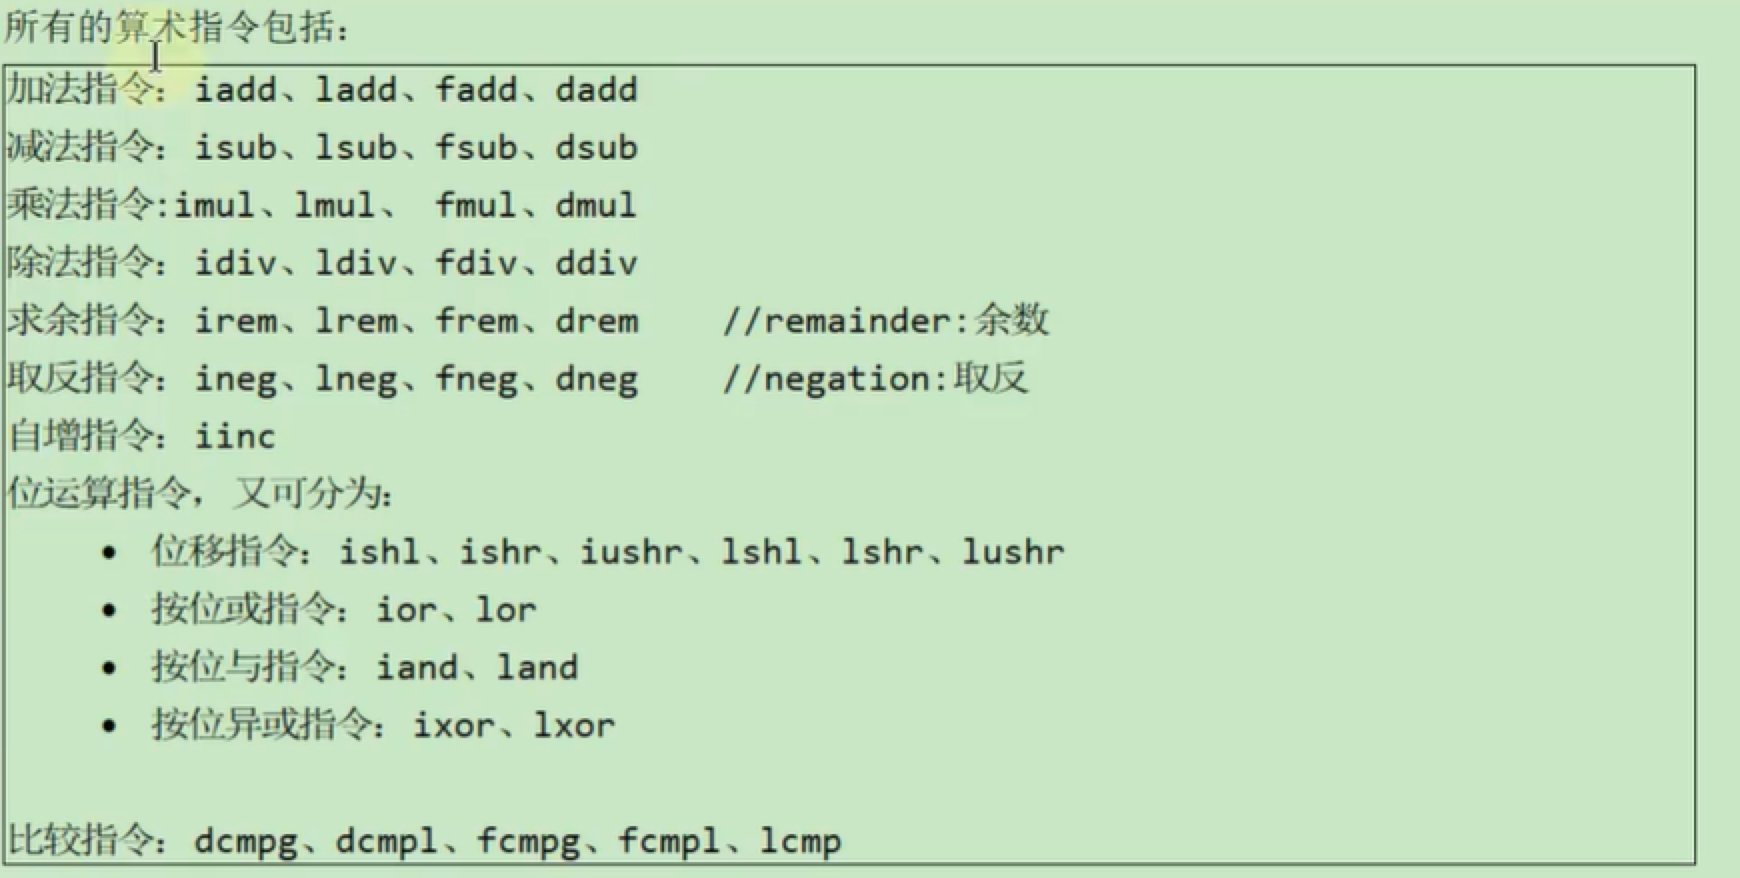 所有的算术指令包括：
加法指令：iadd、ladd、fadd、dadd
减法指令：isub、lsub、fsub、dsub
乘法指令:imul、lmul、 fmul、dmul
除法指令：idiv、ldiv、fdiv、ddiv
求余指令：irem、lrem、frem、drem    //remainder:余数
取反指令：ineg、lneg、fneg、dneg    //negation:取反
自增指令：iinc
位运算指令，又可分为：
• 位移指令：ishl、ishr、iushr、lshl、lshr、lushr
• 按位或指令：ior、lor
• 按位与指令：iand、land
• 按位异或指令：ixor、lxor
比较指令：dcmpg、dcmpl、fcmpg、fcmpl、lcmp